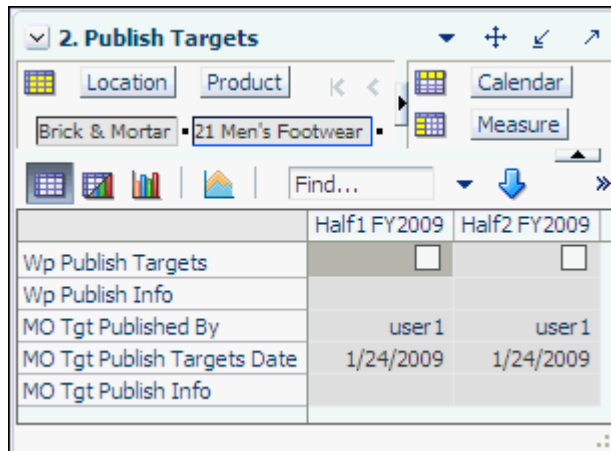 2. Publish Targets
Location Product
Calendar
Brick & Mortar 21 Men's Footwear
Measure
Find...
Half1 FY2009 Half2 FY2009
Wp Publish Targets
Wp Publish Info
MO Tgt Published By user1 user1
MO Tgt Publish Targets Date 1/24/2009 1/24/2009
MO Tgt Publish Info